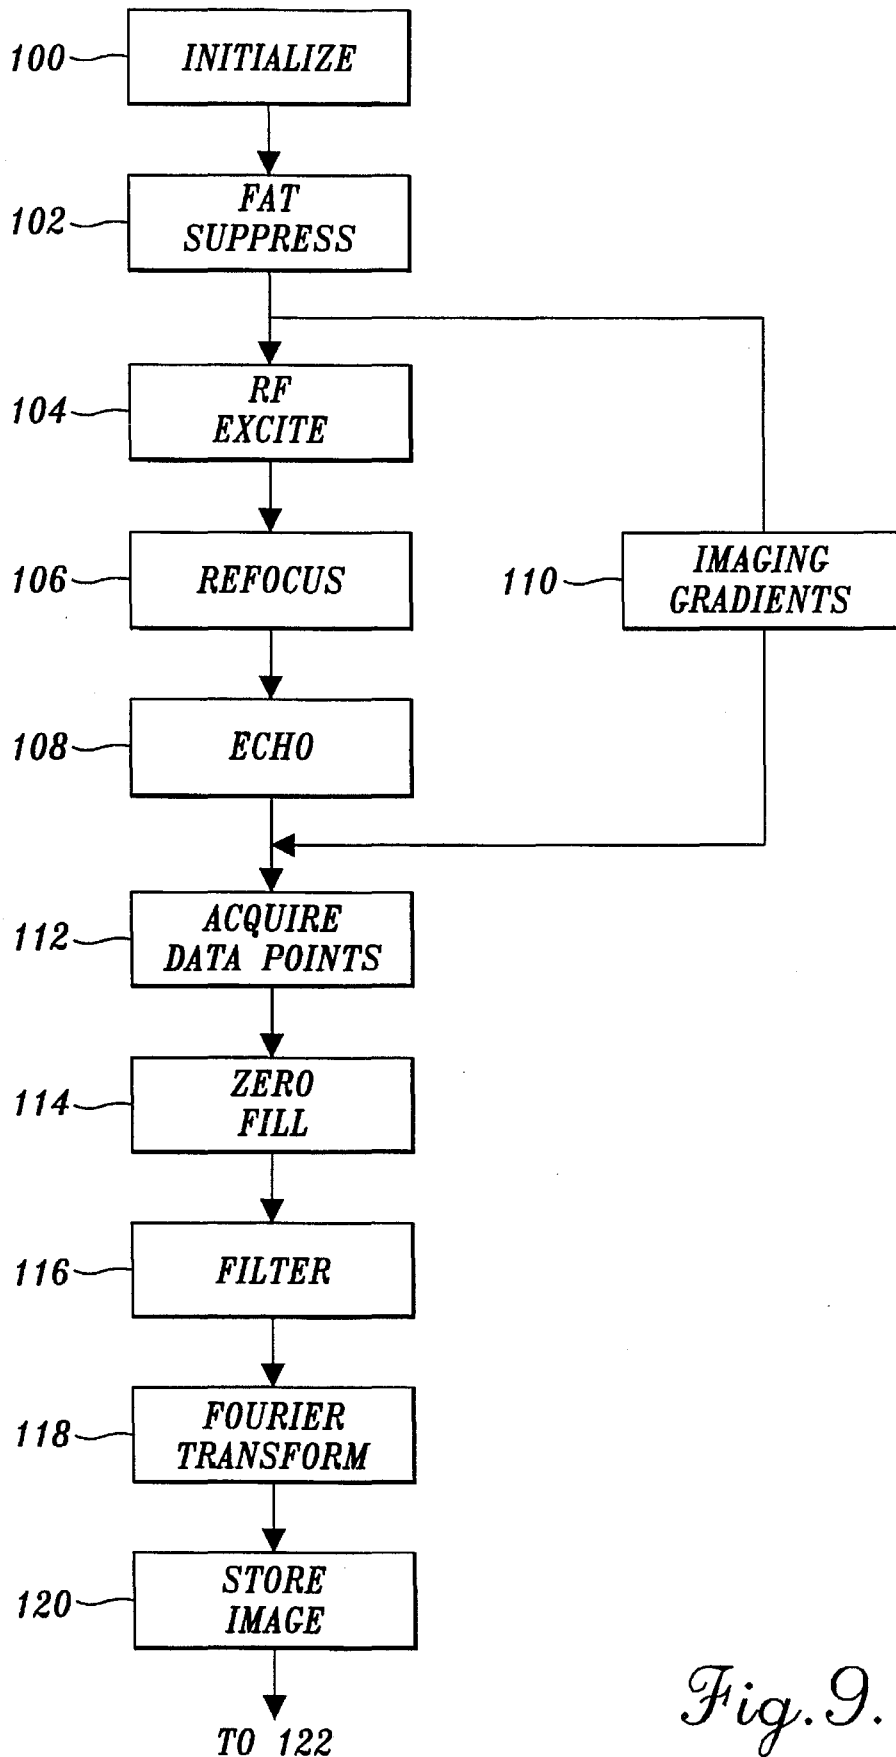 100
INITIALIZE
102
FAT
SUPPRESS
104
RF
EXCITE
106
REFOCUS
110
IMAGING
GRADIENTS
108
ECHO
112
ACQUIRE
DATA POINTS
114
ZERO
FILL
116
FILTER
118
FOURIER
TRANSFORM
120
STORE
IMAGE
TO 122
Fig. 9.